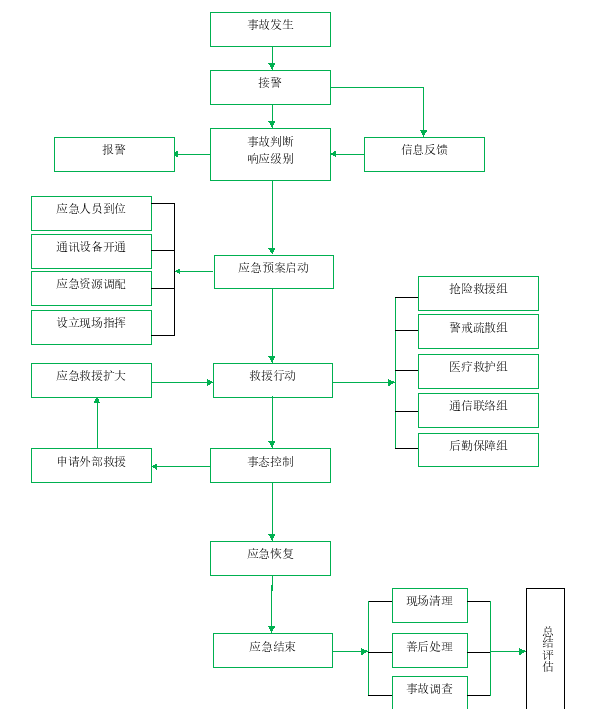 事故发生
接警
事故判断
响应级别
报警
信息反馈
应急人员到位
通讯设备开通
应急资源调配
设立现场指挥
应急预案启动
抢险救援组
警戒疏散组
医疗救护组
通信联络组
后勤保障组
应急救援扩大
救援行动
申请外部救援
事态控制
应急恢复
应急结束
现场清理
善后处理
事故调查
总结评估